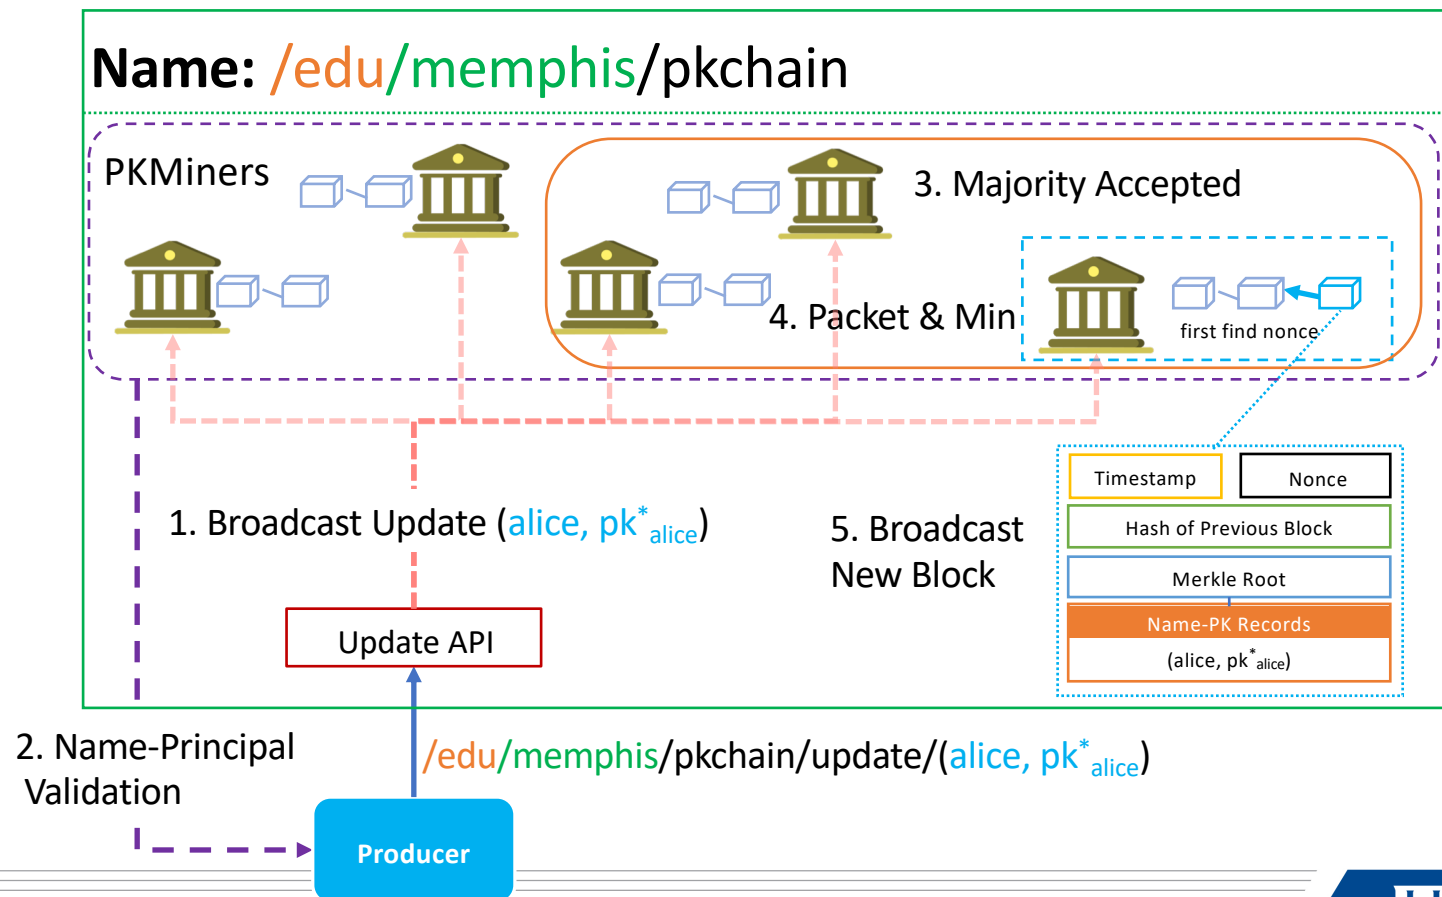 Name: /edu/memphis/pkchain
PKMiners
3. Majority Accepted
4. Packet & Min
first find nonce
1. Broadcast Update (alice, pk*alice)
5. Broadcast
New Block
Timestamp
Nonce
Hash of Previous Block
Merkle Root
Name-PK Records
(alice, pk*alice)
Update API
2. Name-Principal
Validation
/edu/memphis/pkchain/update/(alice, pk*alice)
Producer